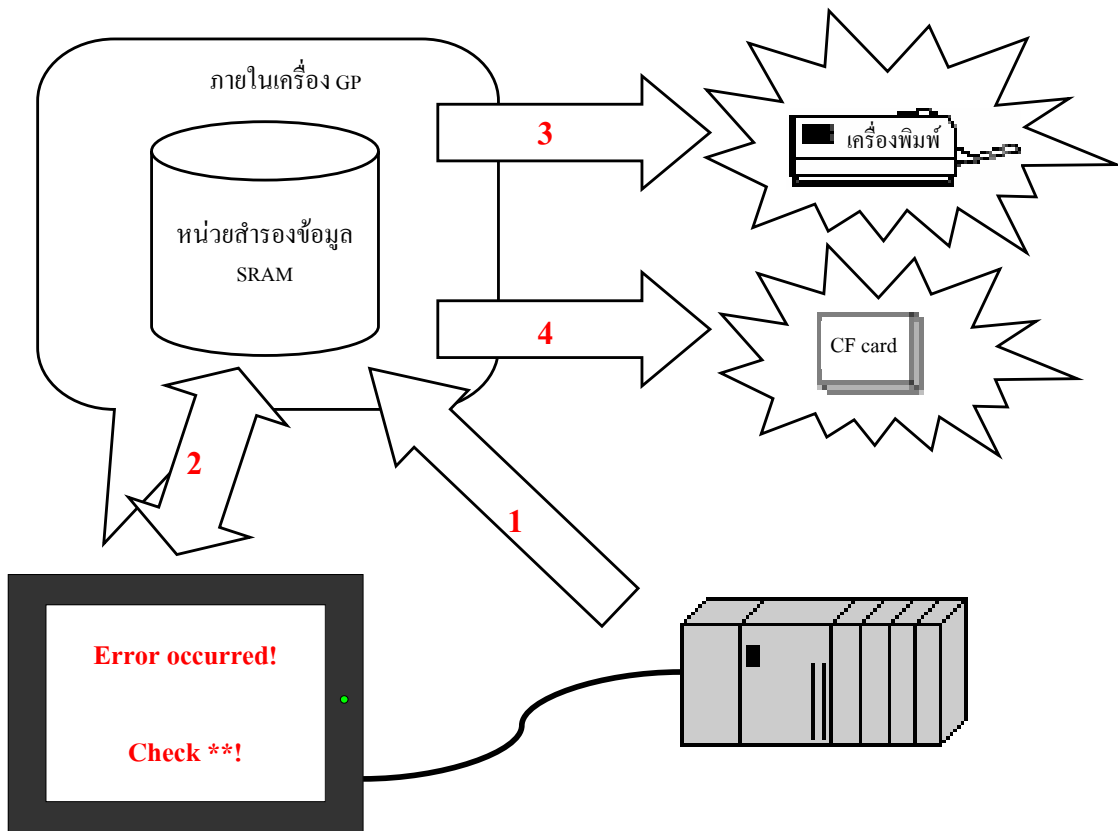 ภายในเครื่อง GP
หน่วยสำรองข้อมูล
SRAM
3
เครื่องพิมพ์
4
CF card
2
1
Error occurred!
Check **!